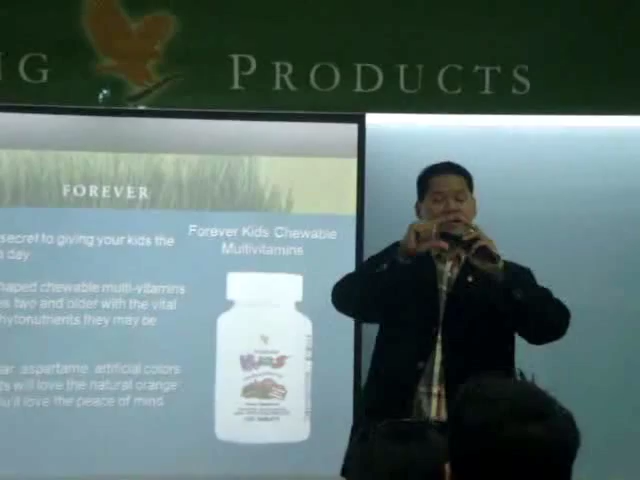 NG PRODUCTS
FOREVER
secret to giving your kids the
day
Forever Kids Chewable
Multivitamins
haped chewable multi-vitamins
es two and older with the vital
hytonutrients they may be
ar, aspartame, artificial colors
ts will love the natural orange
u'll love the peace of mind.